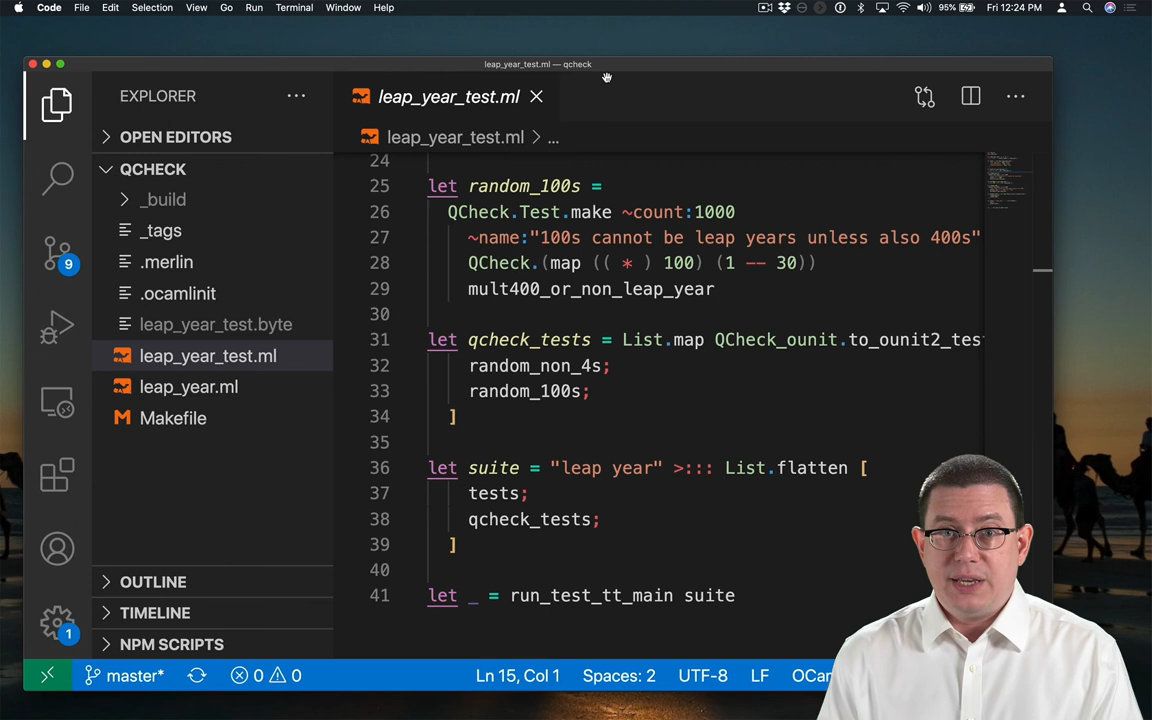 Code File Edit Selection View Go Run Terminal Window Help
95% Fri 12:24 PM
leap_year_test.ml — qcheck
EXPLORER
leap_year_test.ml
OPEN EDITORS
leap_year_test.ml > ...
QCHECK
_build
_tags
.merlin
.ocamlinit
leap_year_test.byte
leap_year_test.ml
leap_year.ml
M Makefile
OUTLINE
TIMELINE
NPM SCRIPTS
9
1
24
25 let random_100s =
26 QCheck.Test.make ~count:1000
27 ~name:"100s cannot be leap years unless also 400s"
28 QCheck.(map (( * ) 100) (1 -- 30))
29 mult400_or_non_leap_year
30
31 let qcheck_tests = List.map QCheck_ounit.to_ounit2_tes
32 random_non_4s;
33 random_100s;
34 ]
35
36 let suite = "leap year" >::: List.flatten [
37 tests;
38 qcheck_tests;
39 ]
40
41 let _ = run_test_tt_main suite
master* 0 0 Ln 15, Col 1 Spaces: 2 UTF-8 LF OCa